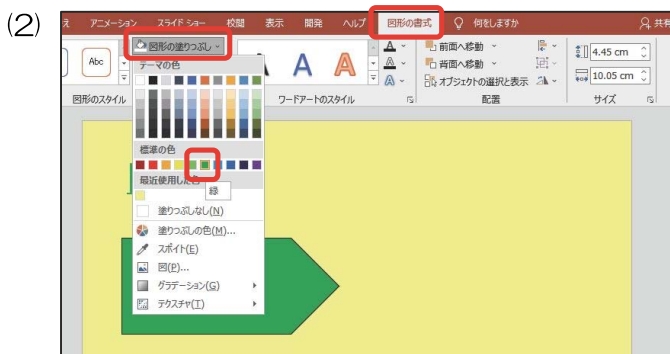 (2)
え アニメーション スライド ショー 校閲 表示 開発 ヘルプ 図形の書式 何をしますか 共有
Abc 図形の塗りつぶし A A A 前面へ移動 4.45 cm
テーマの色 背面へ移動 10.05 cm
オブジェクトの選択と表示
図形のスタイル ワードアートのスタイル 配置 サイズ
標準の色
最近使用した色
緑
塗りつぶしなし(N)
塗りつぶしの色(M)...
スポイト(E)
図(P)...
グラデーション(G)
テクスチャ(T)